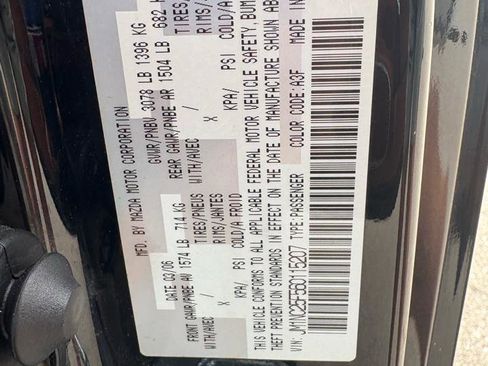 MFD. BY MAZDA MOTOR CORPORATION
DATE: 03/06 GVWR/PNBV 3078 LB 1396 KG
FRONT GAWR/PNBE AV 1574 LB 714 KG REAR GAWR/PNBE AR 1504 LB 682 K
WITH/AVEC TIRES/PNEUS WITH/AVEC TIRES/
X RIMS/JANTES X RIMS/
KPA/ PSI COLD/A FROID KPA/ PSI COLD/A
THIS VEHICLE CONFORMS TO ALL APPLICABLE FEDERAL MOTOR VEHICLE SAFETY, BUM
THEFT PREVENTION STANDARDS IN EFFECT ON THE DATE OF MANUFACTURE SHOWN AB
VIN: JM1NC25F560115207 TYPE:PASSENGER COLOR CODE:A3F MADE IN